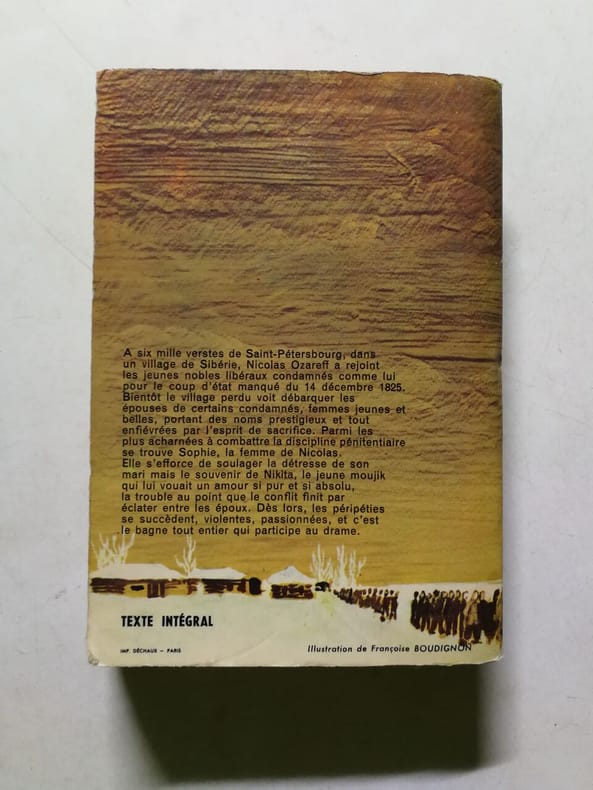 A six mille verstes de Saint-Pétersbourg, dans
un village de Sibérie, Nicolas Ozareff a rejoint
les jeunes nobles libéraux condamnés comme lui
pour le coup d'état manqué du 14 décembre 1825.
Bientôt le village perdu voit débarquer les
épouses de certains condamnés, femmes jeunes et
belles, portant des noms prestigieux et tout
enfiévrées par l'esprit de sacrifice. Parmi les
plus acharnées à combattre la discipline pénitentiaire
se trouve Sophie, la femme de Nicolas.
Elle s'efforce de soulager la détresse de son
mari mais le souvenir de Nikita, le jeune moujik
qui lui vouait un amour si pur et si absolu,
la trouble au point que le conflit finit par
éclater entre les époux. Dès lors, les péripéties
se succèdent, violentes, passionnées, et c'est
le bagne tout entier qui participe au drame.
TEXTE INTÉGRAL
IMP. DÉCHAUX – PARIS
Illustration de Françoise BOUDIGNON